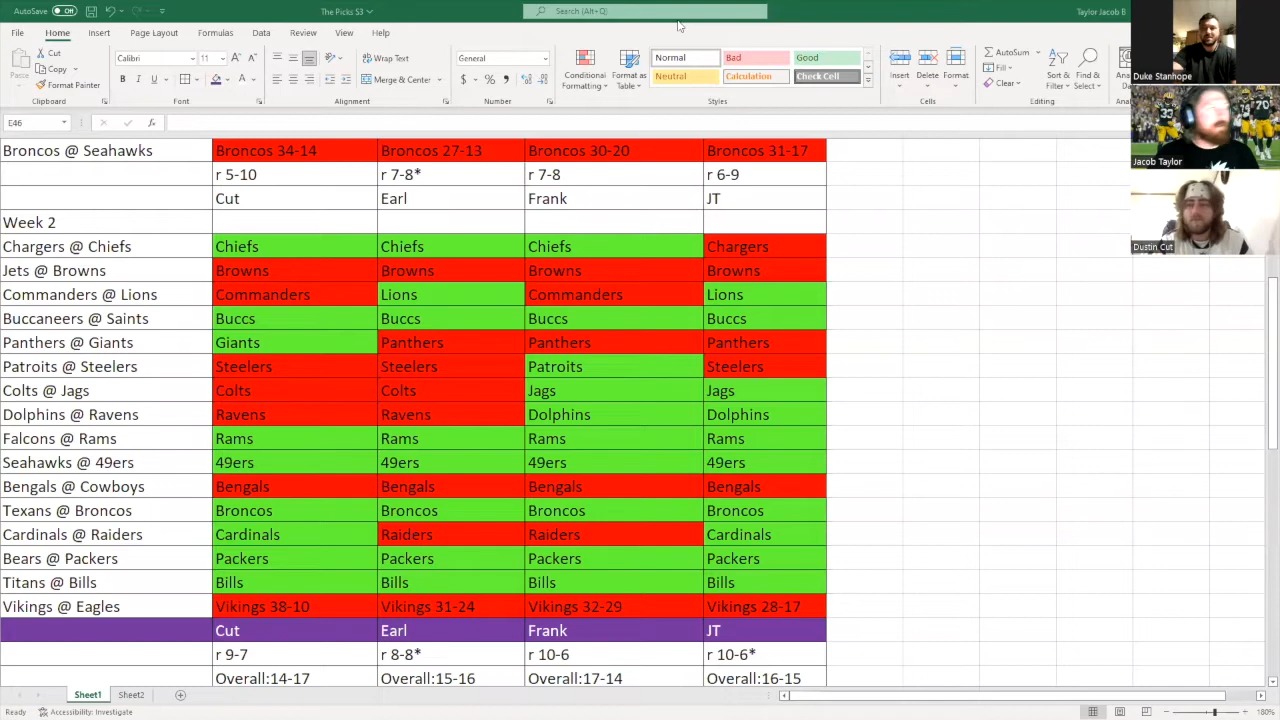 AutoSave Off The Picks S3 Search (Alt+Q) Taylor Jacob B
File Home Insert Page Layout Formulas Data Review View Help
Paste Cut Copy Format Painter Clipboard
Calibri B I U Font
Wrap Text Merge & Center Alignment
General $ % Number
Conditional Formatting Format as Table Normal Bad Good Neutral Calculation Check Cell Styles
Insert Delete Format Cells
AutoSum Fill Clear Sort & Filter Find & Select Editing
E46 fx
Broncos @ Seahawks Broncos 34-14 Broncos 27-13 Broncos 30-20 Broncos 31-17
r 5-10 r 7-8* r 7-8 r 6-9
Cut Earl Frank JT
Week 2
Chargers @ Chiefs Chiefs Chiefs Chiefs Chargers
Jets @ Browns Browns Browns Browns Browns
Commanders @ Lions Commanders Lions Commanders Lions
Buccaneers @ Saints Buccs Buccs Buccs Buccs
Panthers @ Giants Giants Panthers Panthers Panthers
Patroits @ Steelers Steelers Steelers Patroits Steelers
Colts @ Jags Colts Colts Jags Jags
Dolphins @ Ravens Ravens Ravens Dolphins Dolphins
Falcons @ Rams Rams Rams Rams Rams
Seahawks @ 49ers 49ers 49ers 49ers 49ers
Bengals @ Cowboys Bengals Bengals Bengals Bengals
Texans @ Broncos Broncos Broncos Broncos Broncos
Cardinals @ Raiders Cardinals Raiders Raiders Cardinals
Bears @ Packers Packers Packers Packers Packers
Titans @ Bills Bills Bills Bills Bills
Vikings @ Eagles Vikings 38-10 Vikings 31-24 Vikings 32-29 Vikings 28-17
Cut Earl Frank JT
r 9-7 r 8-8* r 10-6 r 10-6*
Overall:14-17 Overall:15-16 Overall:17-14 Overall:16-15
Sheet1 Sheet2
Ready Accessibility: Investigate 180%
Duke Stanhope
Jacob Taylor
Dustin Cut